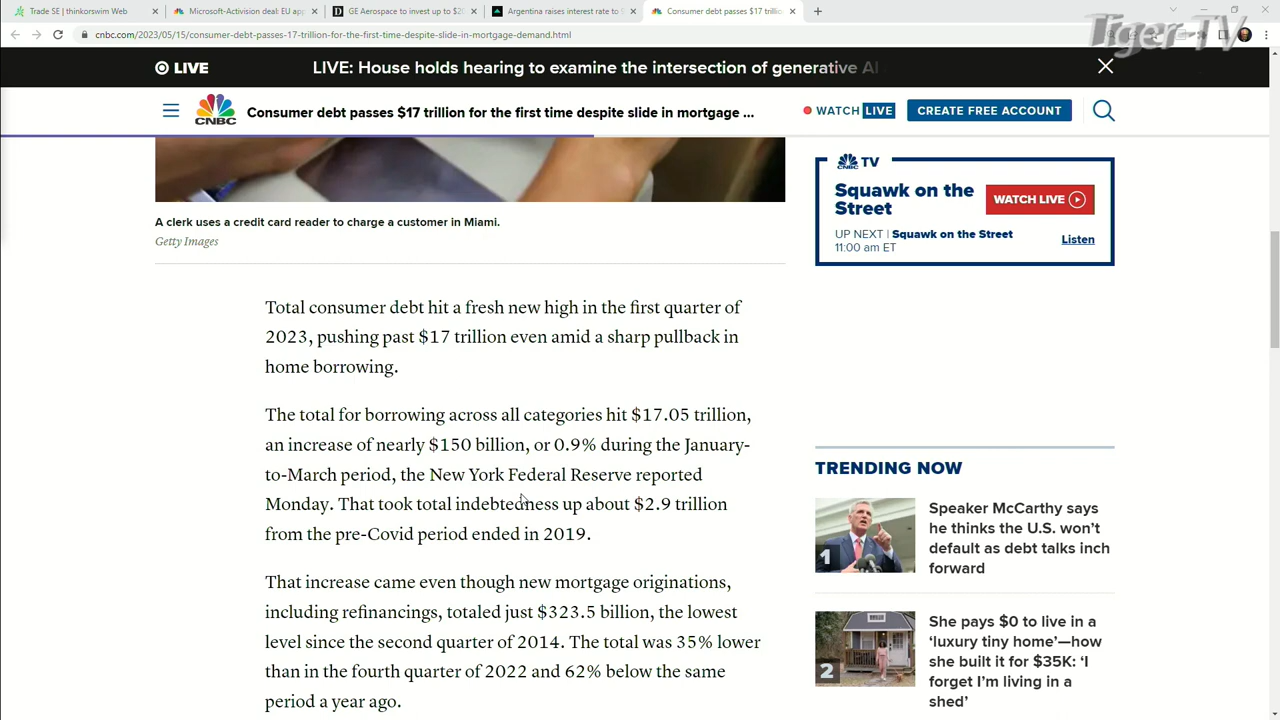 Trade SE | thinkorswim Web
Microsoft-Activision deal: EU app
GE Aerospace to invest up to $20
Argentina raises interest rate to 9
Consumer debt passes $17 trillio
cnbc.com/2023/05/15/consumer-debt-passes-17-trillion-for-the-first-time-despite-slide-in-mortgage-demand.html
Tiger-TV
LIVE
LIVE: House holds hearing to examine the intersection of generative AI
CNBC
Consumer debt passes $17 trillion for the first time despite slide in mortgage ...
WATCH LIVE
CREATE FREE ACCOUNT
A clerk uses a credit card reader to charge a customer in Miami.
Getty Images
Total consumer debt hit a fresh new high in the first quarter of
2023, pushing past $17 trillion even amid a sharp pullback in
home borrowing.
The total for borrowing across all categories hit $17.05 trillion,
an increase of nearly $150 billion, or 0.9% during the January-
to-March period, the New York Federal Reserve reported
Monday. That took total indebtedness up about $2.9 trillion
from the pre-Covid period ended in 2019.
That increase came even though new mortgage originations,
including refinancings, totaled just $323.5 billion, the lowest
level since the second quarter of 2014. The total was 35% lower
than in the fourth quarter of 2022 and 62% below the same
period a year ago.
CNBC TV
Squawk on the
Street
WATCH LIVE
UP NEXT | Squawk on the Street
11:00 am ET
Listen
TRENDING NOW
1
Speaker McCarthy says
he thinks the U.S. won't
default as debt talks inch
forward
2
She pays $0 to live in a
‘luxury tiny home’—how
she built it for $35K: ‘I
forget I’m living in a
shed’